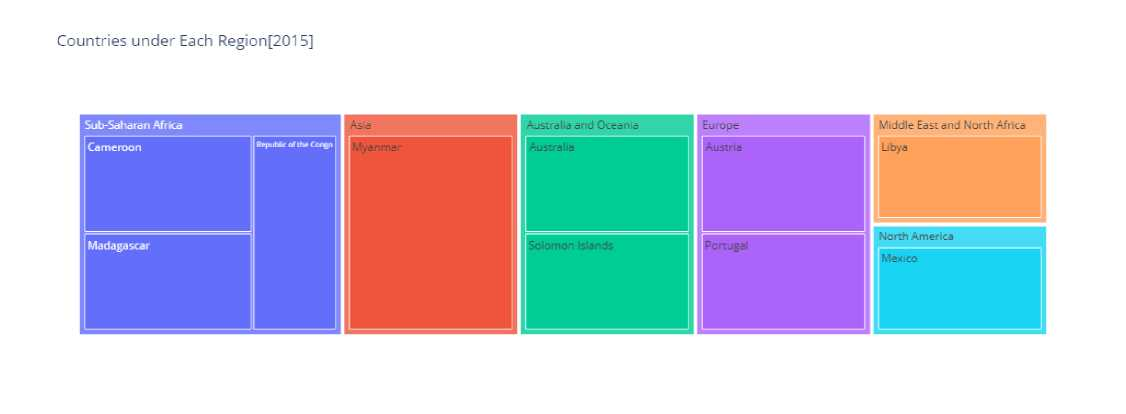 Countries under Each Region[2015]
Sub-Saharan Africa
Cameroon
Republic of the Congo
Madagascar
Asia
Myanmar
Australia and Oceania
Australia
Solomon Islands
Europe
Austria
Portugal
Middle East and North Africa
Libya
North America
Mexico